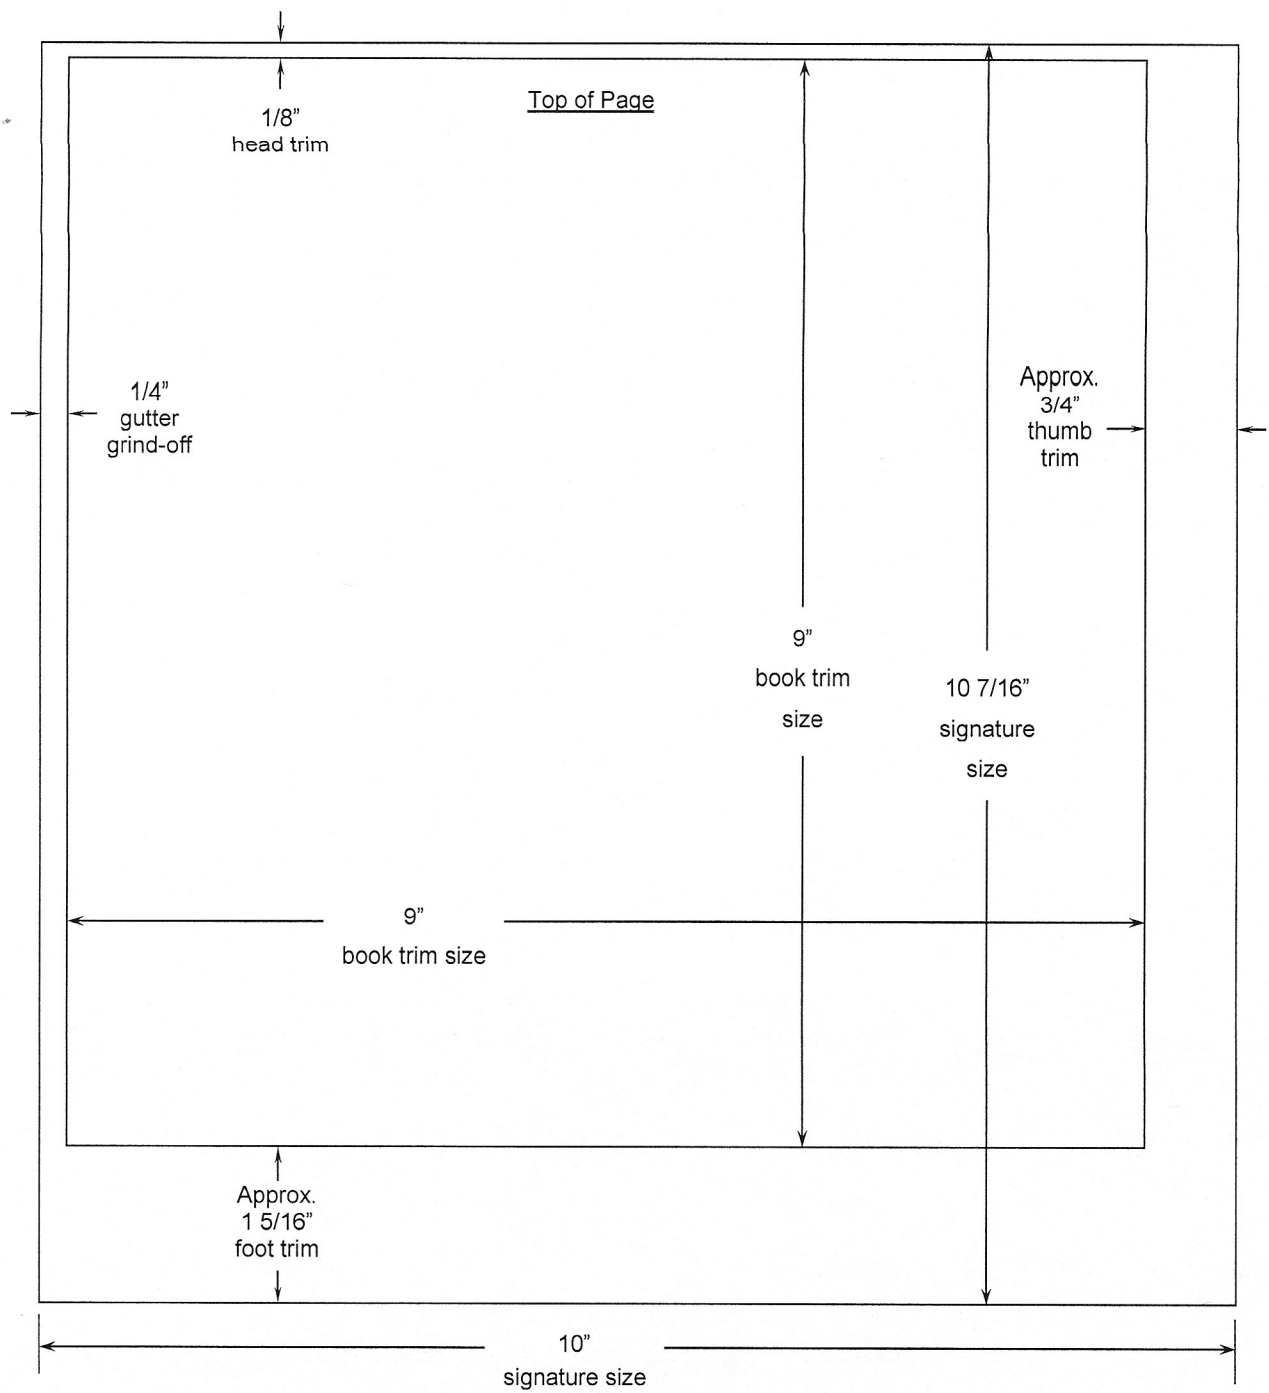 Top of Page
1/8”
head trim
1/4”
gutter
grind-off
Approx.
3/4”
thumb
trim
9”
book trim
size
10 7/16”
signature
size
9”
book trim size
Approx.
1 5/16”
foot trim
10”
signature size